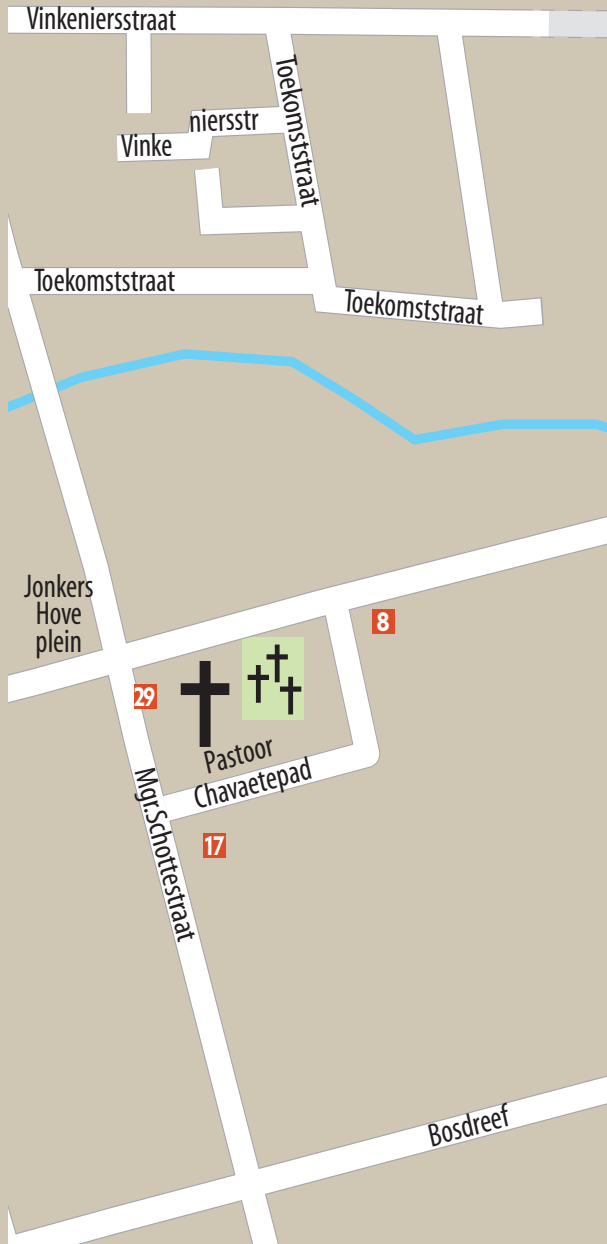 Vinkeniersstraat
Toekomststraat
niersstr
Vinke
Toekomststraat
Toekomststraat
Jonkers
Hove
plein
8
29
Pastoor
Chavaetepad
Mgr.Schottestraat
17
Bosdreef